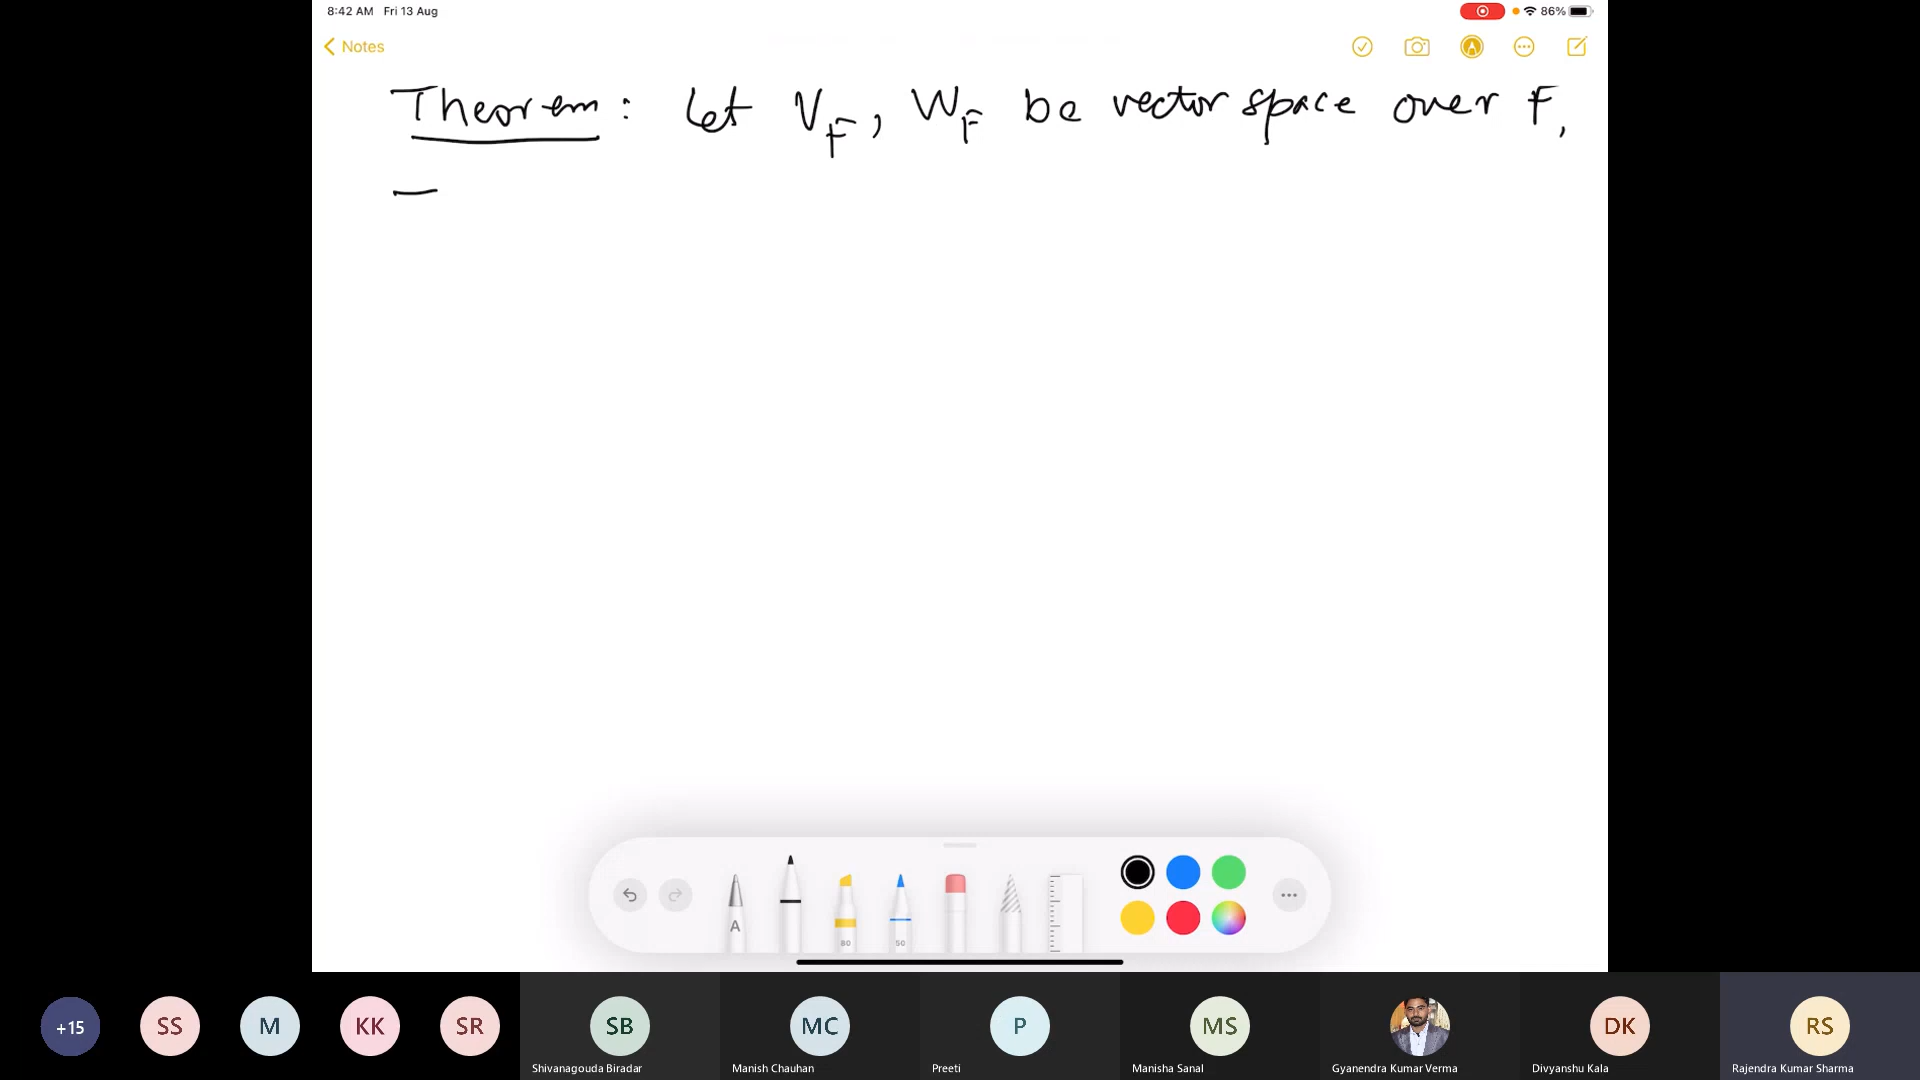 8:42 AM Fri 13 Aug
86%
Notes
Theorem: Let V_F, W_F be vector space over F,
—
A
80
50
+15
SS
M
KK
SR
SB
MC
P
MS
DK
RS
Shivanagouda Biradar
Manish Chauhan
Preeti
Manisha Sanal
Gyanendra Kumar Verma
Divyanshu Kala
Rajendra Kumar Sharma